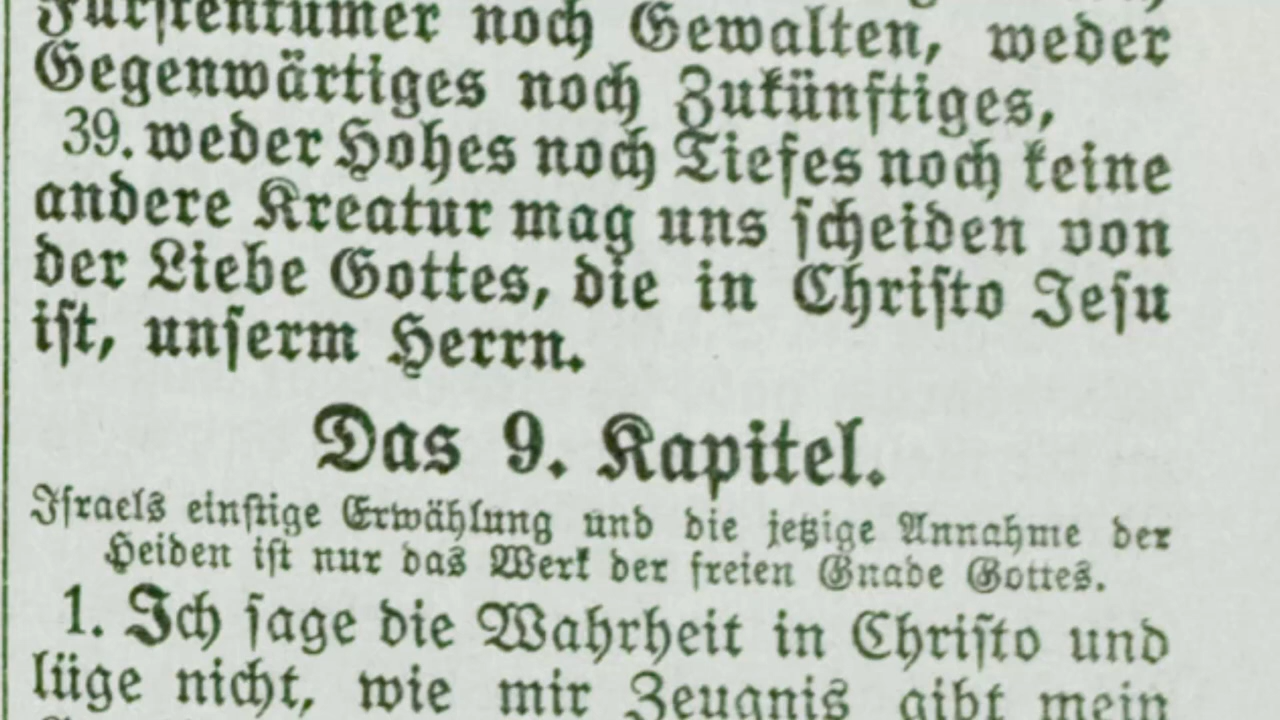 Fürstentümer noch Gewalten, weder
Gegenwärtiges noch Zukünftiges,
39. weder Hohes noch Tiefes noch keine
andere Kreatur mag uns scheiden von
der Liebe Gottes, die in Christo Jesu
ist, unserm Herrn.
Das 9. Kapitel.
Israels einstige Erwählung und die jetzige Annahme der
Heiden ist nur das Werk der freien Gnade Gottes.
1. Ich sage die Wahrheit in Christo und
lüge nicht, wie mir Zeugnis gibt mein